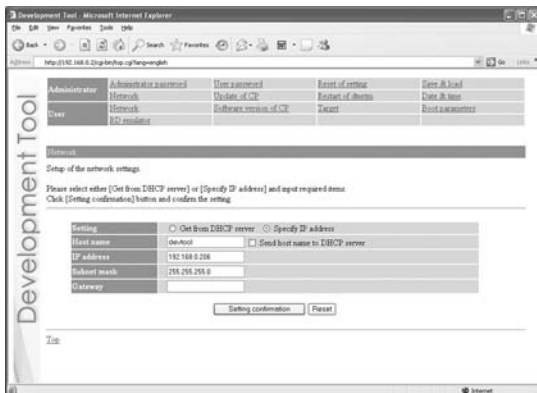 Development Tool - Microsoft Internet Explorer
File Edit View Favorites Tools Help
Back Search Favorites
Address http://192.168.0.2/cgi-bin/top.cgi?lang=english Go Links
Development Tool
Administrator
Administrator password User password Reset of setting Save & load
Network Update of CP Restart of dsnetm Date & time
User
Network Software version of CP Target Boot parameters
BD emulator
Network
Setup of the network settings.
Please select either [Get from DHCP server] or [Specify IP address] and input required items.
Click [Setting confirmation] button and confirm the setting.
Setting Get from DHCP server Specify IP address
Host name devtool Send host name to DHCP server
IP address 192.168.0.206
Subnet mask 255.255.255.0
Gateway
Setting confirmation Reset
Top
Internet